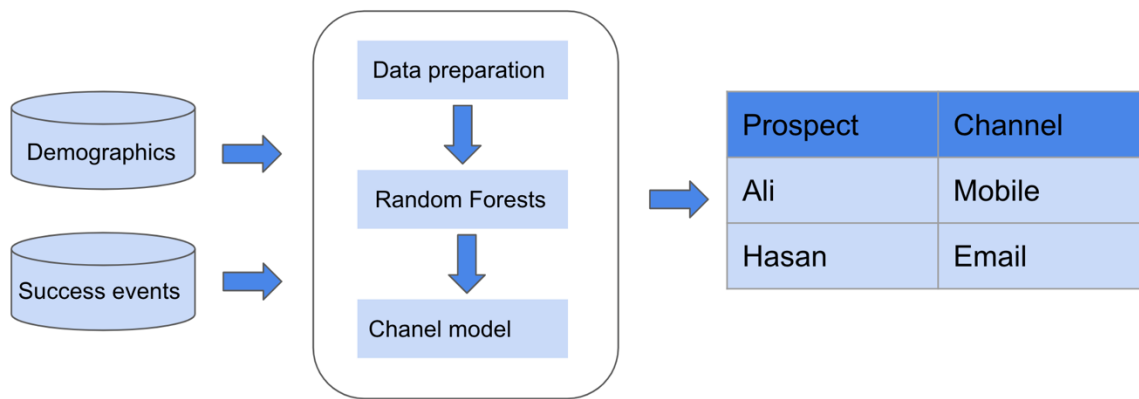 Demographics
Success events
Data preparation
Random Forests
Chanel model
Prospect Channel
Ali Mobile
Hasan Email